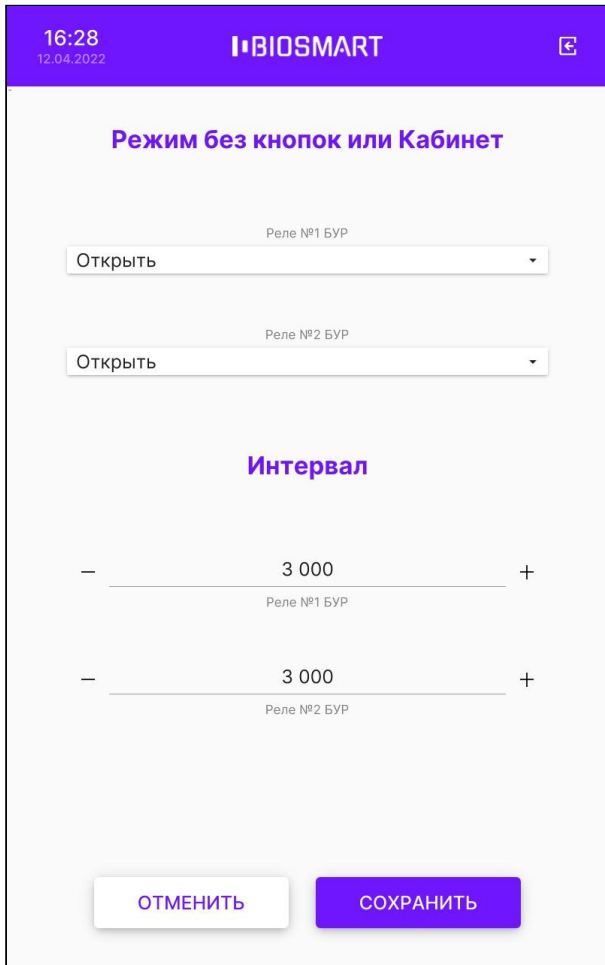 16:28
BIOSMART
12.04.2022
Режим без кнопок или Кабинет
Реле №1 БУР
Открыть
Реле №2 БУР
Открыть
Интервал
− 3 000 +
Реле №1 БУР
− 3 000 +
Реле №2 БУР
ОТМЕНИТЬ СОХРАНИТЬ